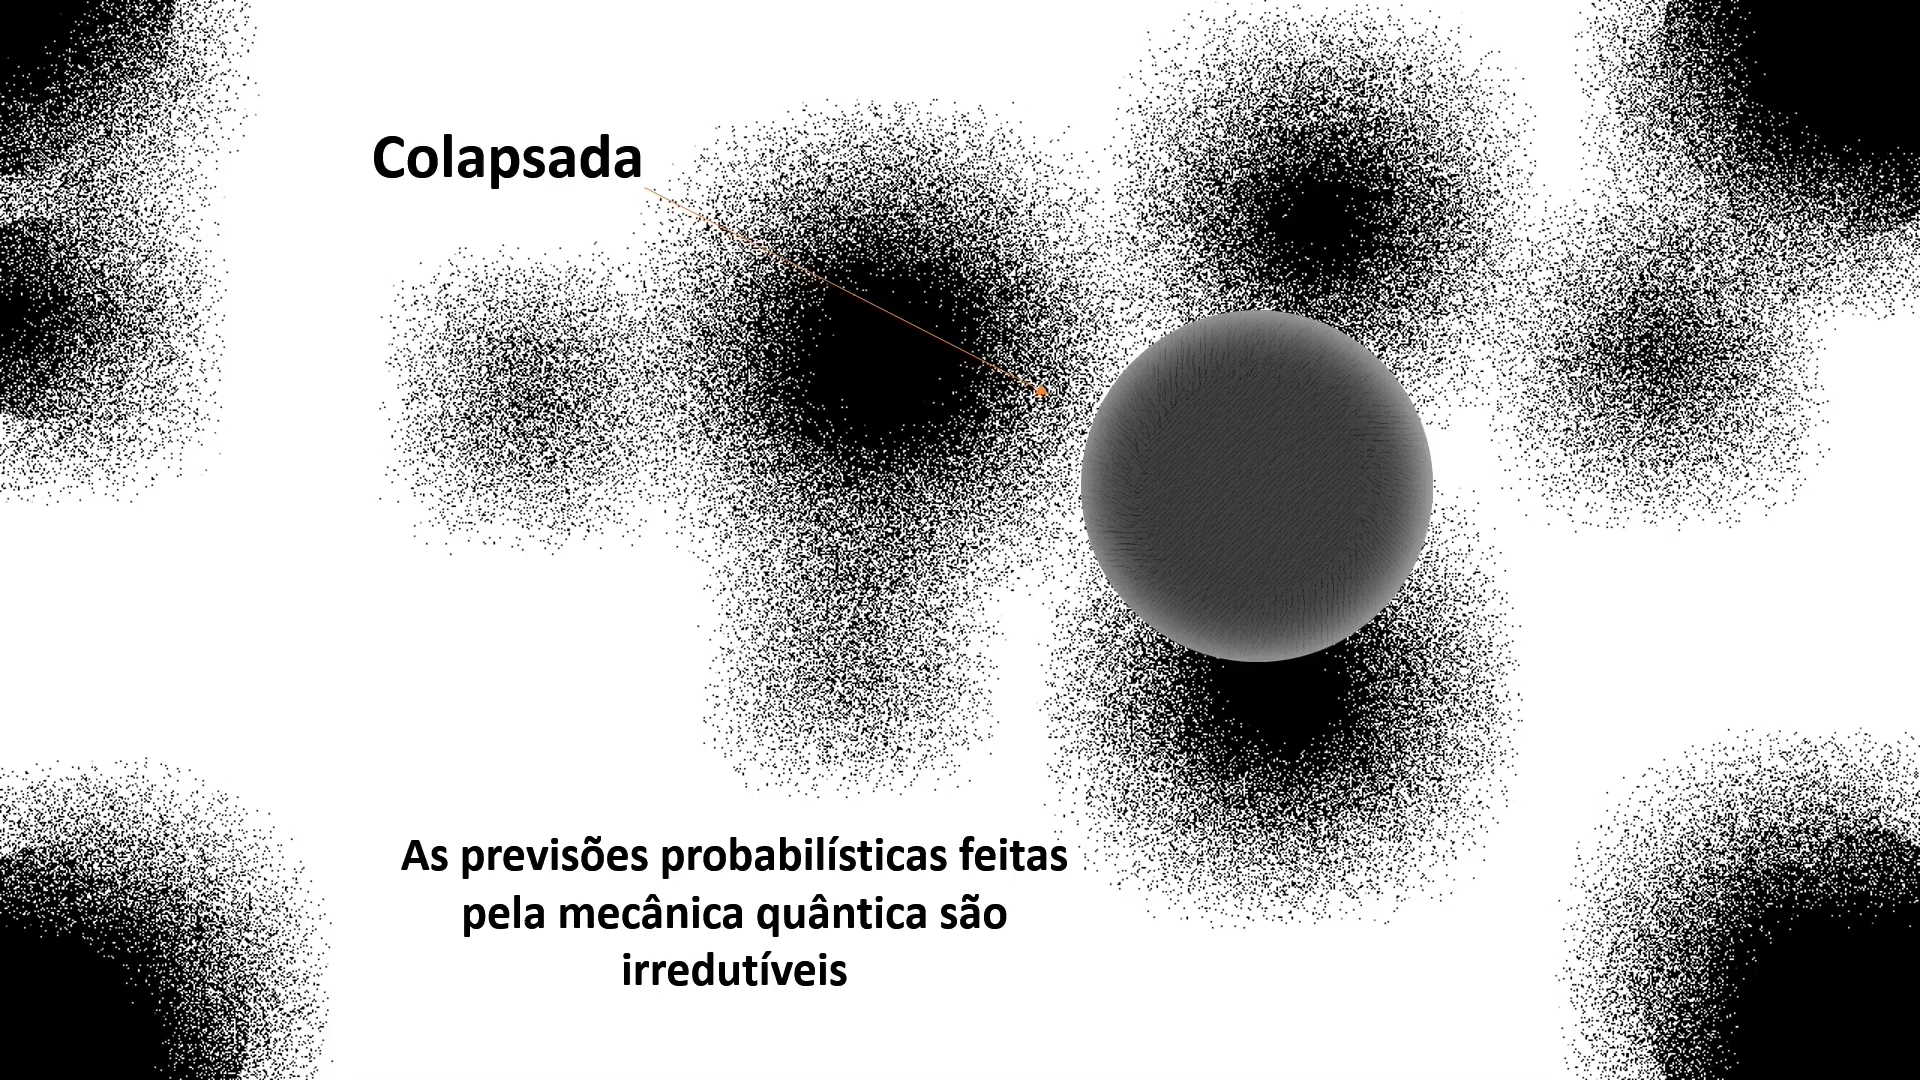 Colapsada
As previsões probabilísticas feitas
pela mecânica quântica são
irredutíveis